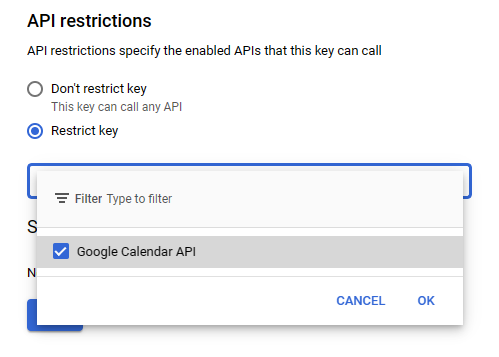 API restrictions
API restrictions specify the enabled APIs that this key can call
Don't restrict key
This key can call any API
Restrict key
Filter Type to filter
Google Calendar API
CANCEL OK